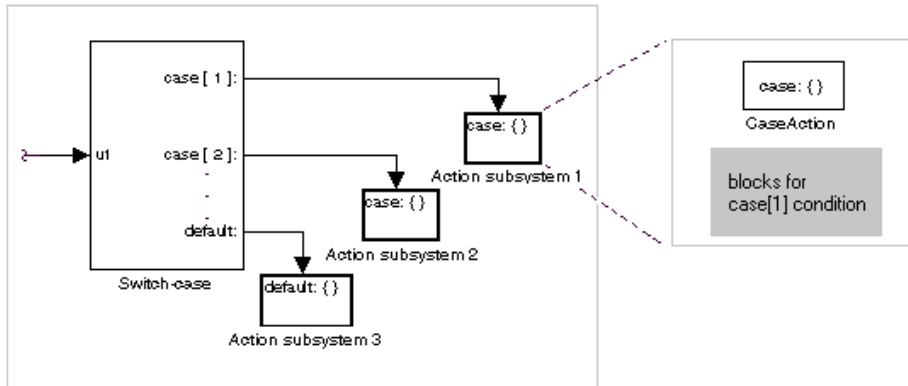 case [ 1 ]:
u1
case [ 2 ]:
.
.
.
default:
Switch-case
case: { }
Action subsystem 1
case: { }
Action subsystem 2
default: { }
Action subsystem 3
case: { }
CaseAction
blocks for
case[1] condition